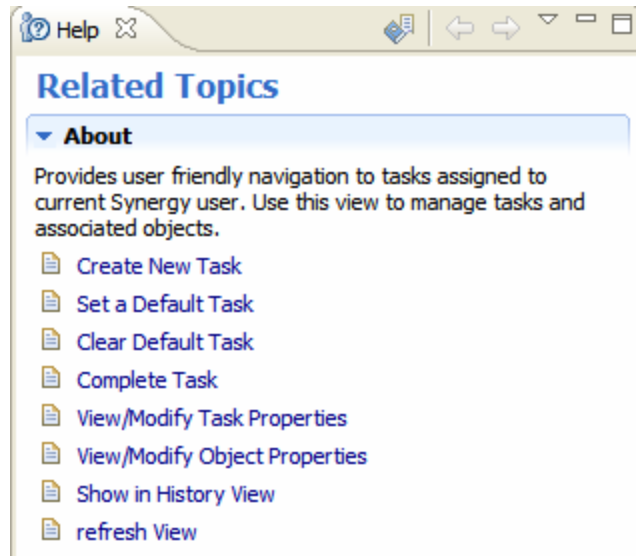 Help
Related Topics
About
Provides user friendly navigation to tasks assigned to
current Synergy user. Use this view to manage tasks and
associated objects.
Create New Task
Set a Default Task
Clear Default Task
Complete Task
View/Modify Task Properties
View/Modify Object Properties
Show in History View
refresh View